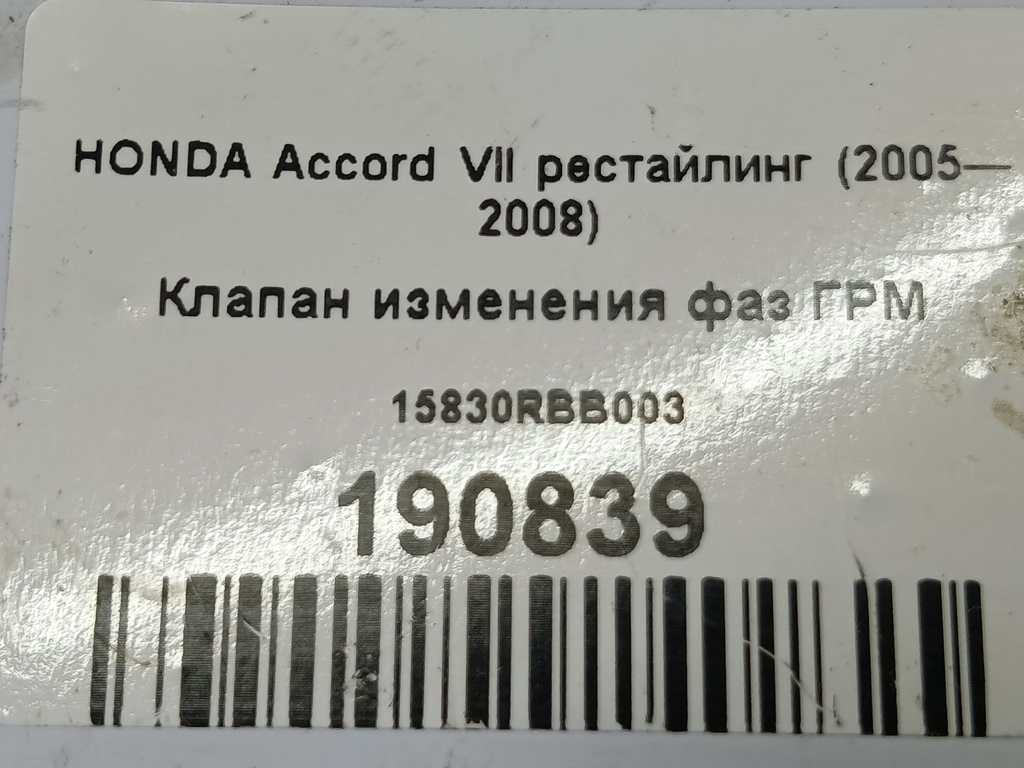 HONDA Accord VII рестайлинг (2005—
2008)
Клапан изменения фаз ГРМ
15830RBB003
190839